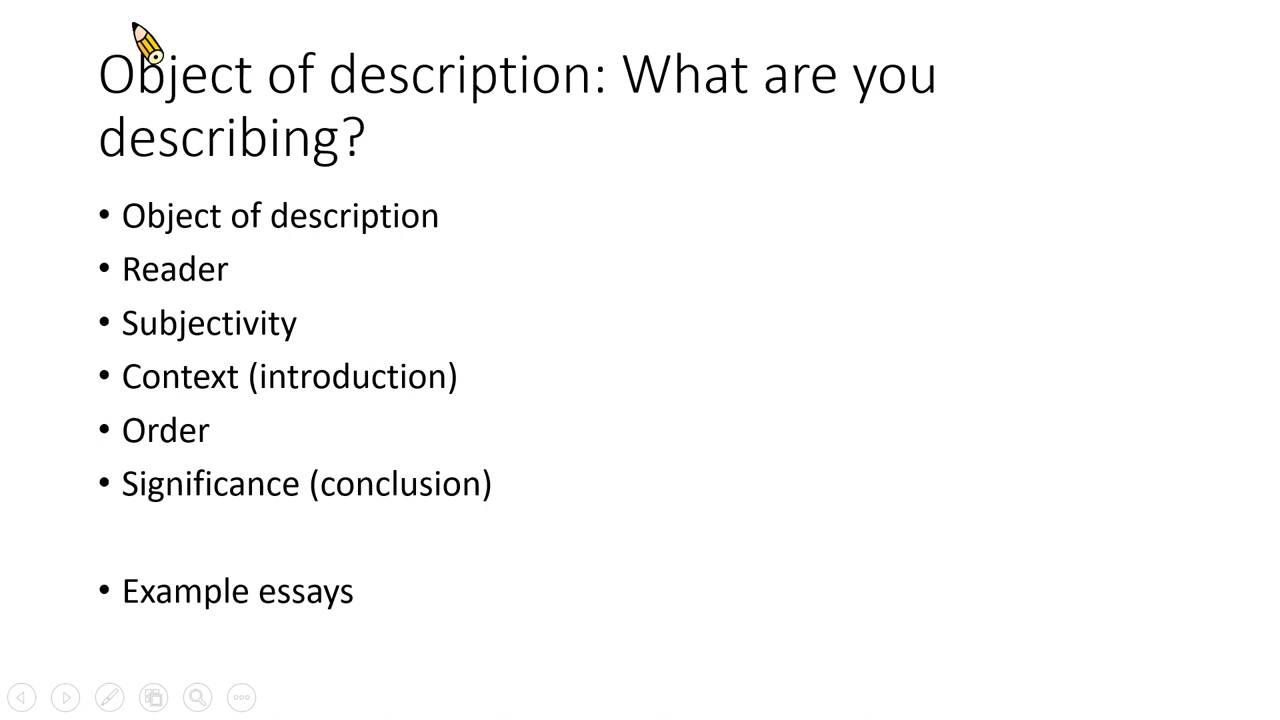 Object of description: What are you
describing?
• Object of description
• Reader
• Subjectivity
• Context (introduction)
• Order
• Significance (conclusion)
• Example essays